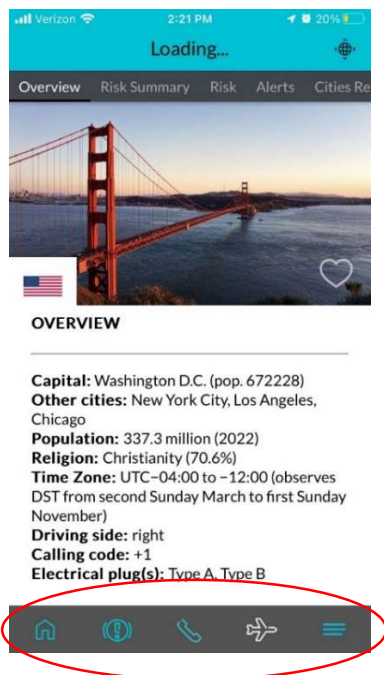 Verizon 2:21 PM 20%
Loading...
Overview Risk Summary Risk Alerts Cities Re
OVERVIEW
Capital: Washington D.C. (pop. 672228)
Other cities: New York City, Los Angeles,
Chicago
Population: 337.3 million (2022)
Religion: Christianity (70.6%)
Time Zone: UTC−04:00 to −12:00 (observes
DST from second Sunday March to first Sunday
November)
Driving side: right
Calling code: +1
Electrical plug(s): Type A, Type B